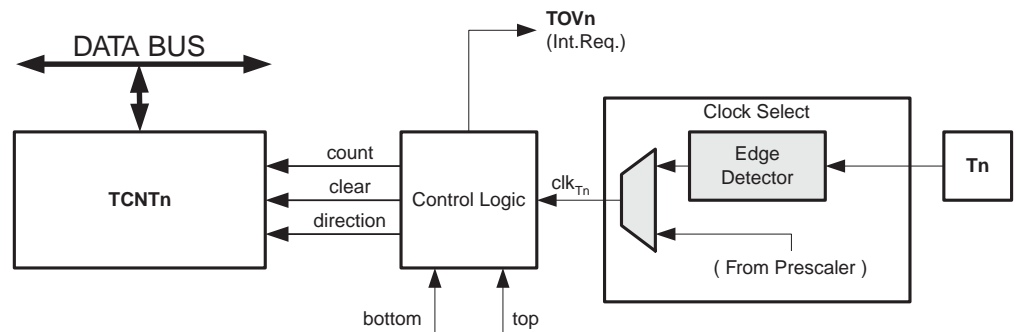 TOVn
(Int.Req.)
DATA BUS
Clock Select
count
Edge
Detector
Tn
TCNTn
clear
Control Logic
clkTn
direction
( From Prescaler )
bottom
top